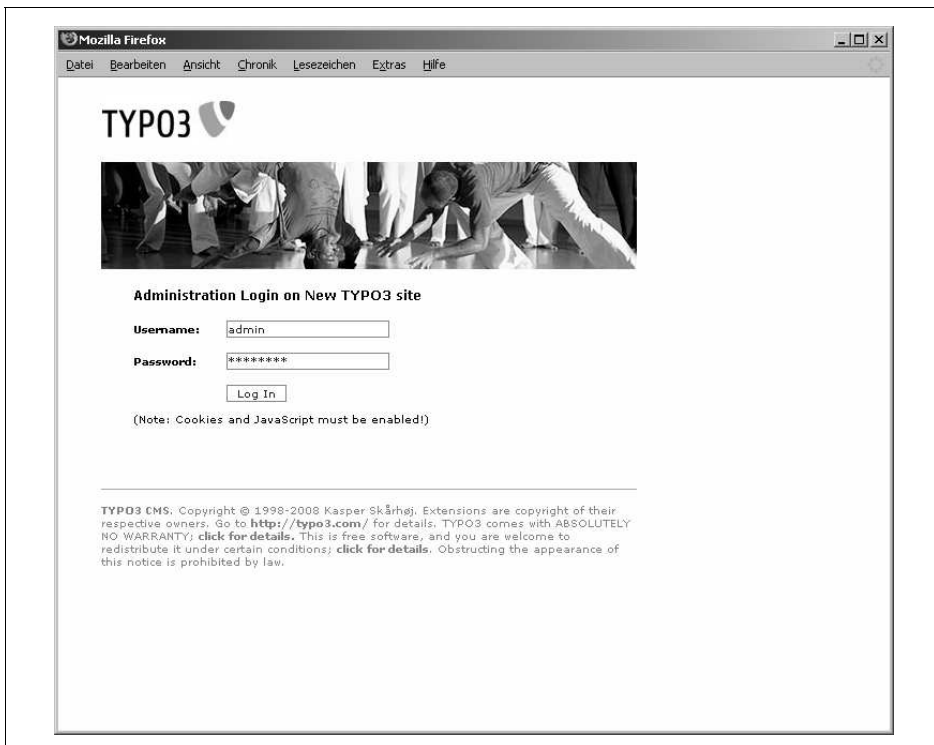 Mozilla Firefox
Datei Bearbeiten Ansicht Chronik Lesezeichen Extras Hilfe
TYPO3
Administration Login on New TYPO3 site
Username: admin
Password: ********
Log In
(Note: Cookies and JavaScript must be enabled!)
TYPO3 CMS. Copyright © 1998-2008 Kasper Skårhøj. Extensions are copyright of their
respective owners. Go to http://typo3.com/ for details. TYPO3 comes with ABSOLUTELY
NO WARRANTY; click for details. This is free software, and you are welcome to
redistribute it under certain conditions; click for details. Obstructing the appearance of
this notice is prohibited by law.